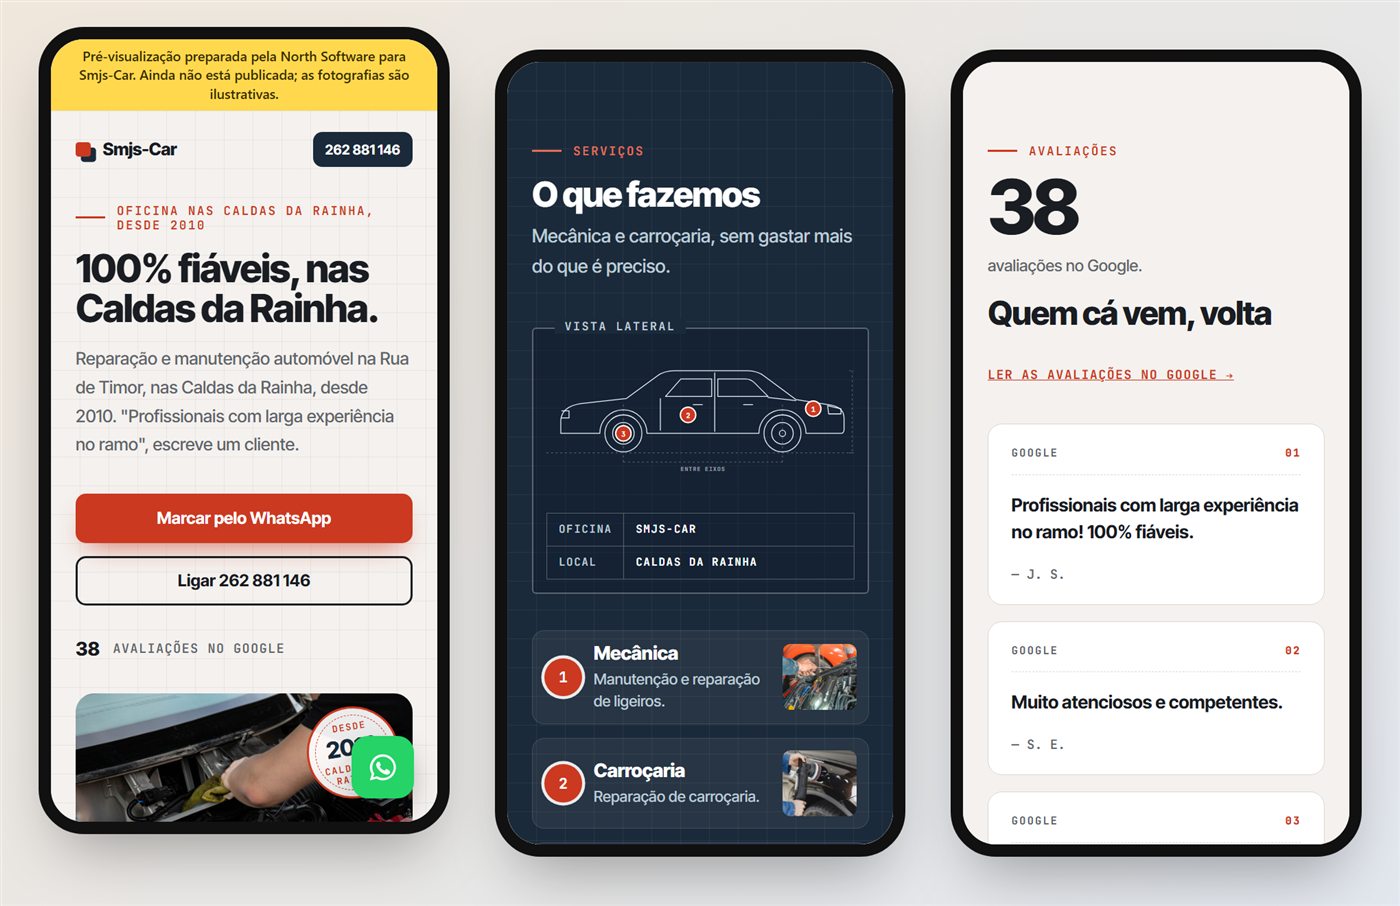 Pré-visualização preparada pela North Software para
Smjs-Car. Ainda não está publicada; as fotografias são
ilustrativas.
Smjs-Car
262 881 146
OFICINA NAS CALDAS DA RAINHA,
DESDE 2010
100% fiáveis, nas
Caldas da Rainha.
Reparação e manutenção automóvel na Rua
de Timor, nas Caldas da Rainha, desde
2010. "Profissionais com larga experiência
no ramo", escreve um cliente.
Marcar pelo WhatsApp
Ligar 262 881 146
38 AVALIAÇÕES NO GOOGLE
DESDE
SERVIÇOS
O que fazemos
Mecânica e carroçaria, sem gastar mais
do que é preciso.
VISTA LATERAL
1
2
3
ENTRE EIXOS
OFICINA SMJS-CAR
LOCAL CALDAS DA RAINHA
1
Mecânica
Manutenção e reparação
de ligeiros.
2
Carroçaria
Reparação de carroçaria.
AVALIAÇÕES
38
avaliações no Google.
Quem cá vem, volta
LER AS AVALIAÇÕES NO GOOGLE →
GOOGLE 01
Profissionais com larga experiência
no ramo! 100% fiáveis.
— J. S.
GOOGLE 02
Muito atenciosos e competentes.
— S. E.
GOOGLE 03